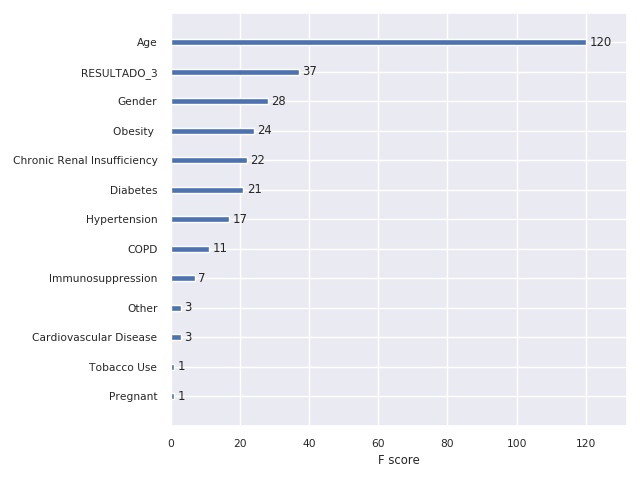 Age 120
RESULTADO_3 37
Gender 28
Obesity 24
Chronic Renal Insufficiency 22
Diabetes 21
Hypertension 17
COPD 11
Immunosuppression 7
Other 3
Cardiovascular Disease 3
Tobacco Use 1
Pregnant 1
0 20 40 60 80 100 120
F score